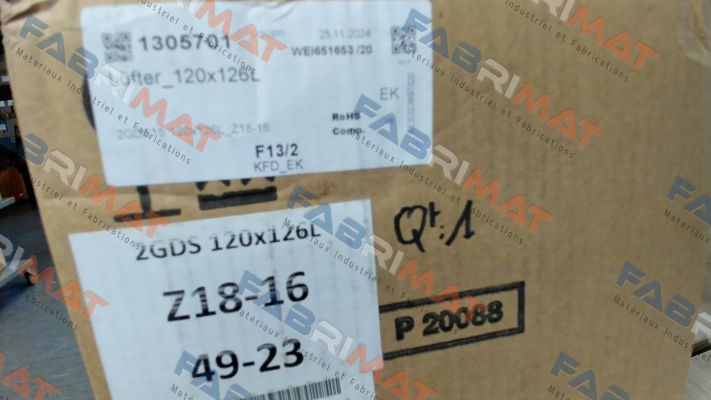 1305701
25.11.2024
WEI651653 /20
Lüfter_120x126L
EK
RoHS
Comp.
F13/2
KFD_EK
2GDS 120x126L
Z18-16
49-23
Qt: 1
P 20088
FABRIMAT
Materiaux Industriel et Fabrications